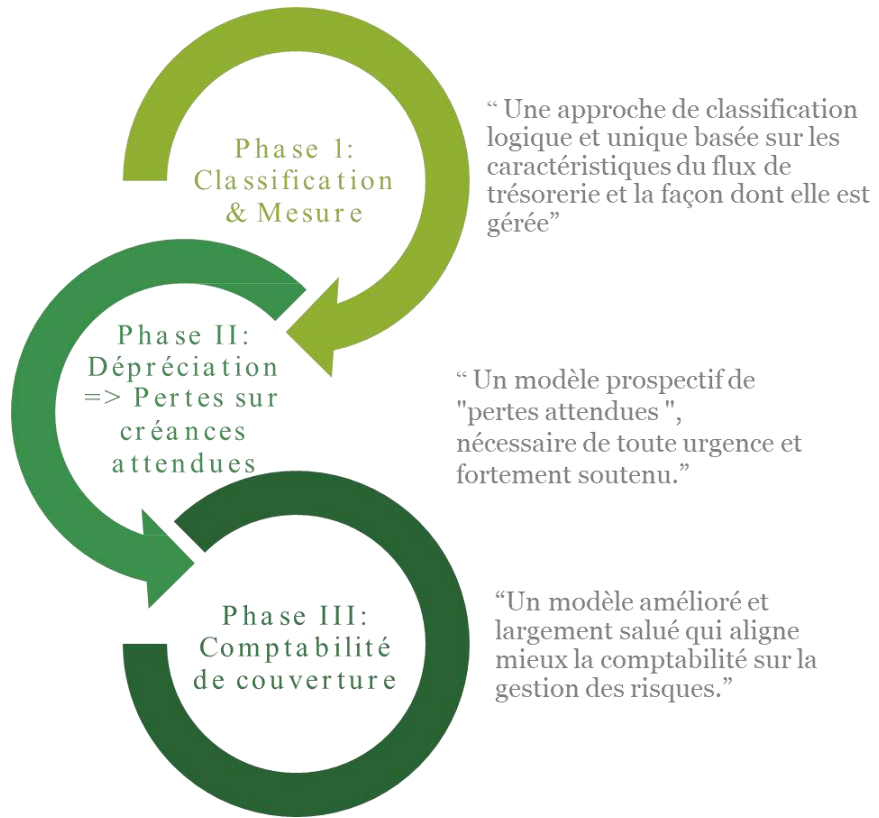 Phase 1:
Classification
& Mesure
“ Une approche de classification
logique et unique basée sur les
caractéristiques du flux de
trésorerie et la façon dont elle est
gérée”
Phase II:
Dépréciation
=> Pertes sur
créances
attendues
“ Un modèle prospectif de
"pertes attendues ",
nécessaire de toute urgence et
fortement soutenu.”
Phase III:
Comptabilité
de couverture
“Un modèle amélioré et
largement salué qui aligne
mieux la comptabilité sur la
gestion des risques.”